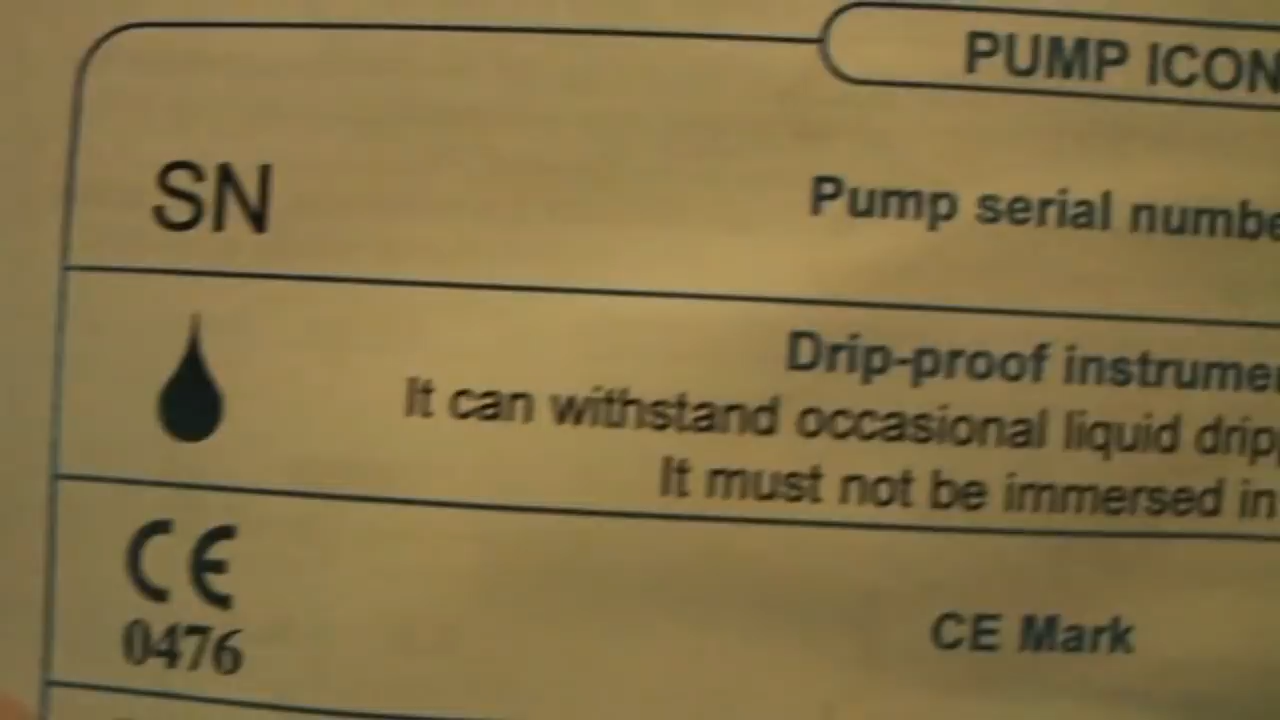 PUMP ICON
SN
Pump serial numbe
Drip-proof instrume
It can withstand occasional liquid drip
It must not be immersed in
CE
0476
CE Mark